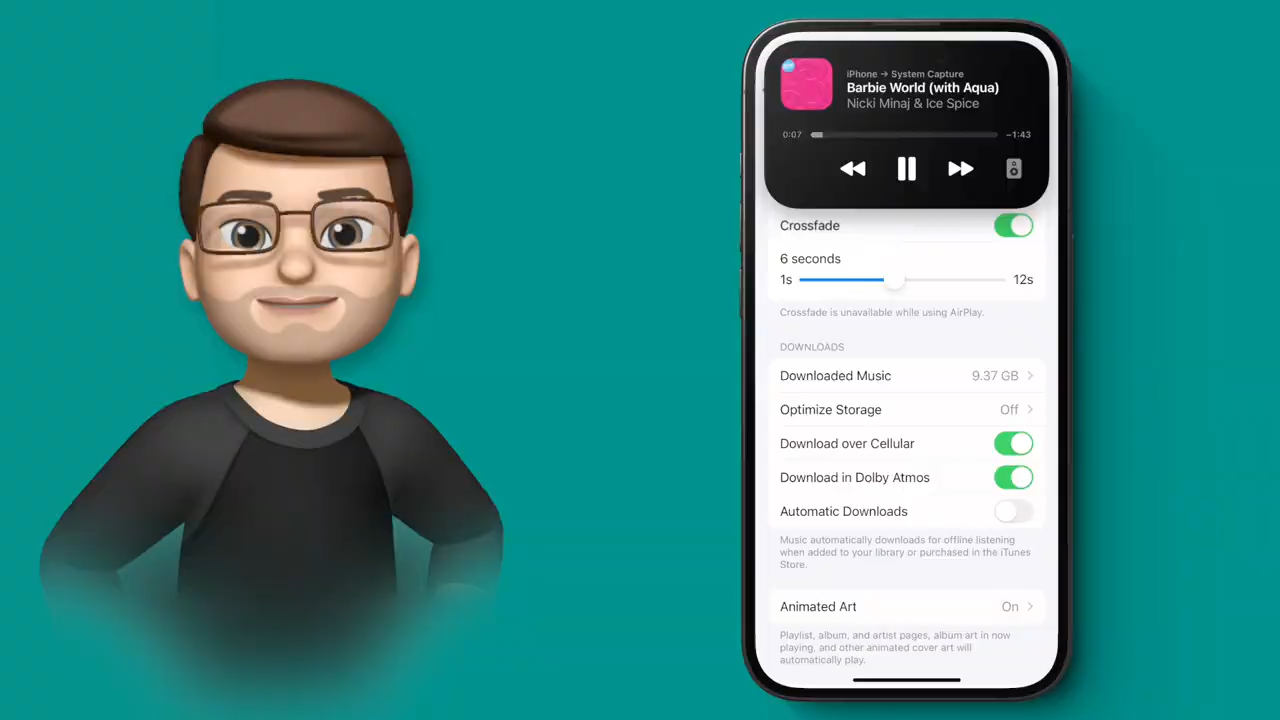 iPhone → System Capture
Barbie World (with Aqua)
Nicki Minaj & Ice Spice
0:07 −1:43
Crossfade
6 seconds
1s 12s
Crossfade is unavailable while using AirPlay.
DOWNLOADS
Downloaded Music 9.37 GB
Optimize Storage Off
Download over Cellular
Download in Dolby Atmos
Automatic Downloads
Music automatically downloads for offline listening
when added to your library or purchased in the iTunes
Store.
Animated Art On
Playlist, album, and artist pages, album art in now
playing, and other animated cover art will
automatically play.